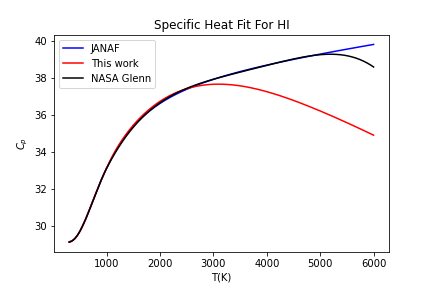 Specific Heat Fit For HI
JANAF
This work
NASA Glenn
40
38
36
34
32
30
Cₚ
1000
2000
3000
4000
5000
6000
T(K)